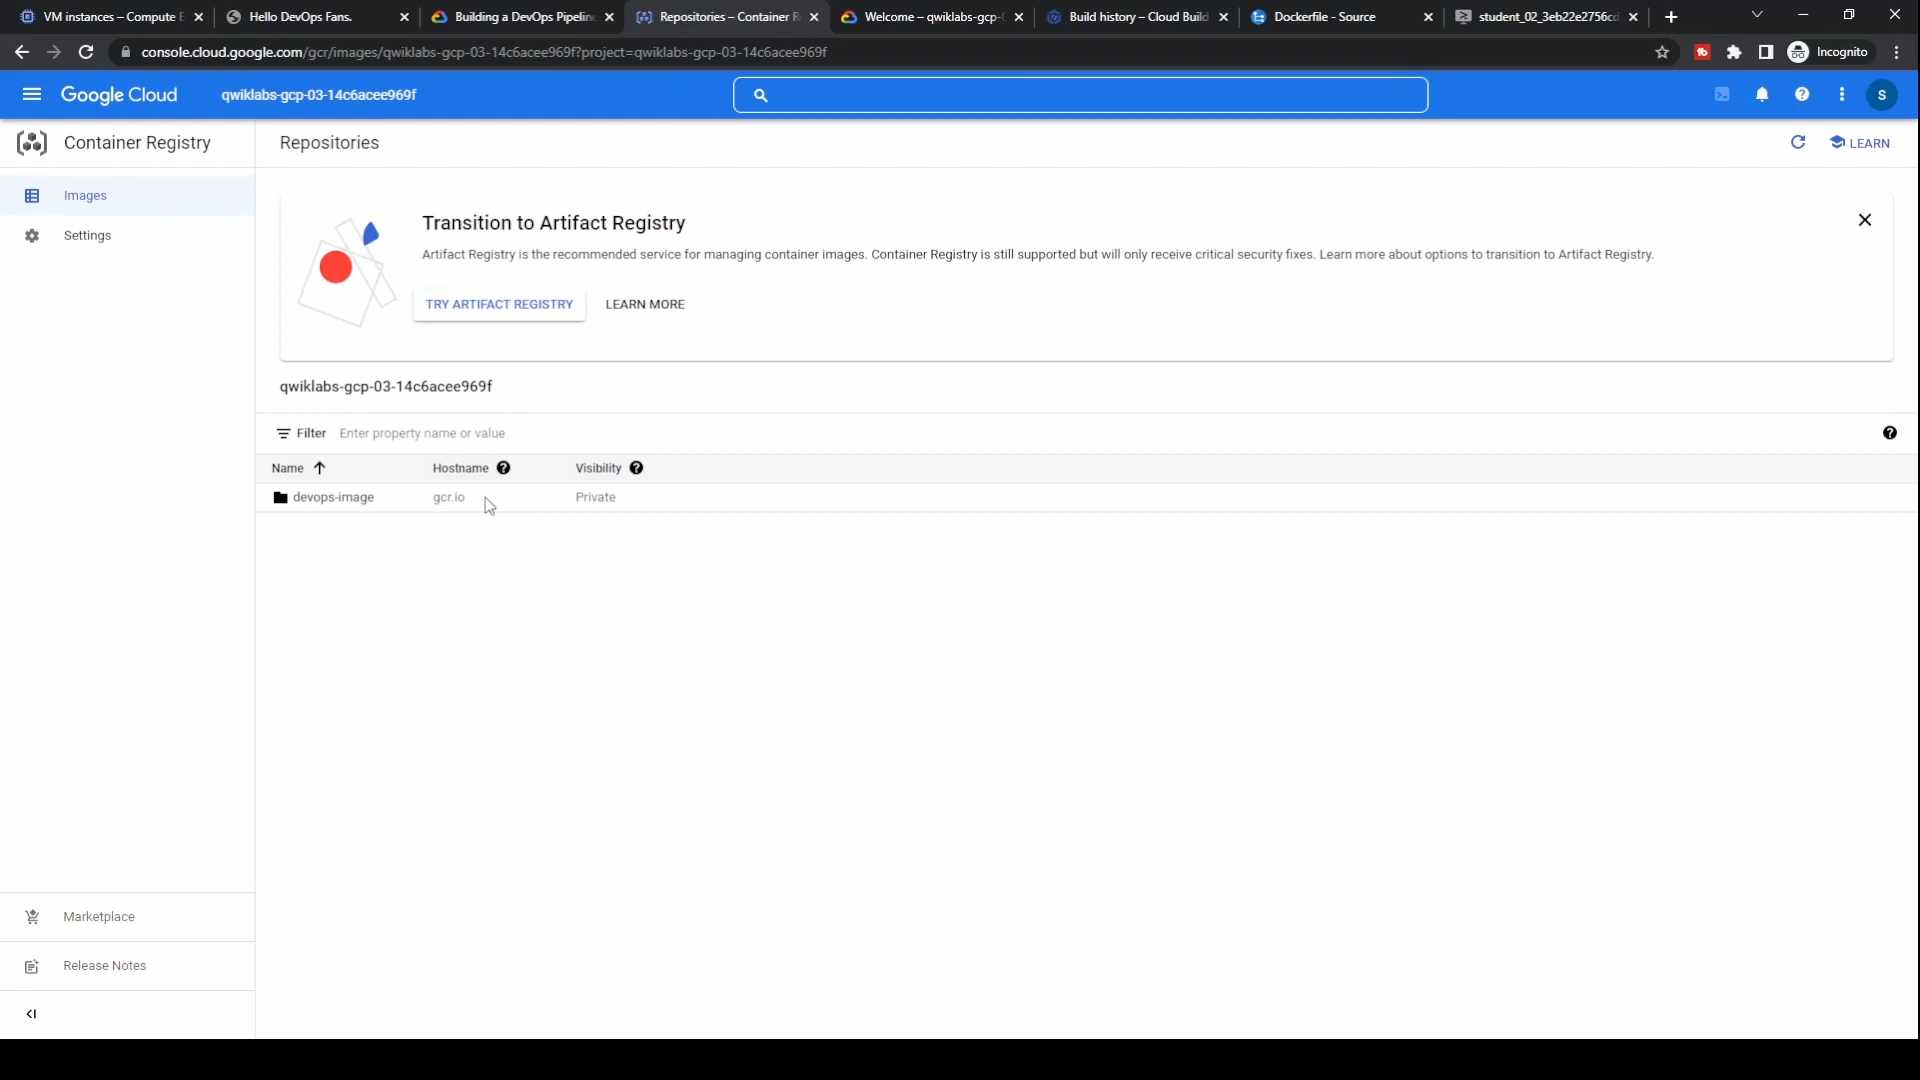 VM instances – Compute E
Hello DevOps Fans.
Building a DevOps Pipeline
Repositories – Container R
Welcome – qwiklabs-gcp-0
Build history – Cloud Build
Dockerfile - Source
student_02_3eb22e2756cd
console.cloud.google.com/gcr/images/qwiklabs-gcp-03-14c6acee969f?project=qwiklabs-gcp-03-14c6acee969f
Incognito
Google Cloud
qwiklabs-gcp-03-14c6acee969f
S
Container Registry
Repositories
LEARN
Images
Settings
Transition to Artifact Registry
Artifact Registry is the recommended service for managing container images. Container Registry is still supported but will only receive critical security fixes. Learn more about options to transition to Artifact Registry.
TRY ARTIFACT REGISTRY
LEARN MORE
qwiklabs-gcp-03-14c6acee969f
Filter Enter property name or value
Name Hostname Visibility
devops-image gcr.io Private
Marketplace
Release Notes